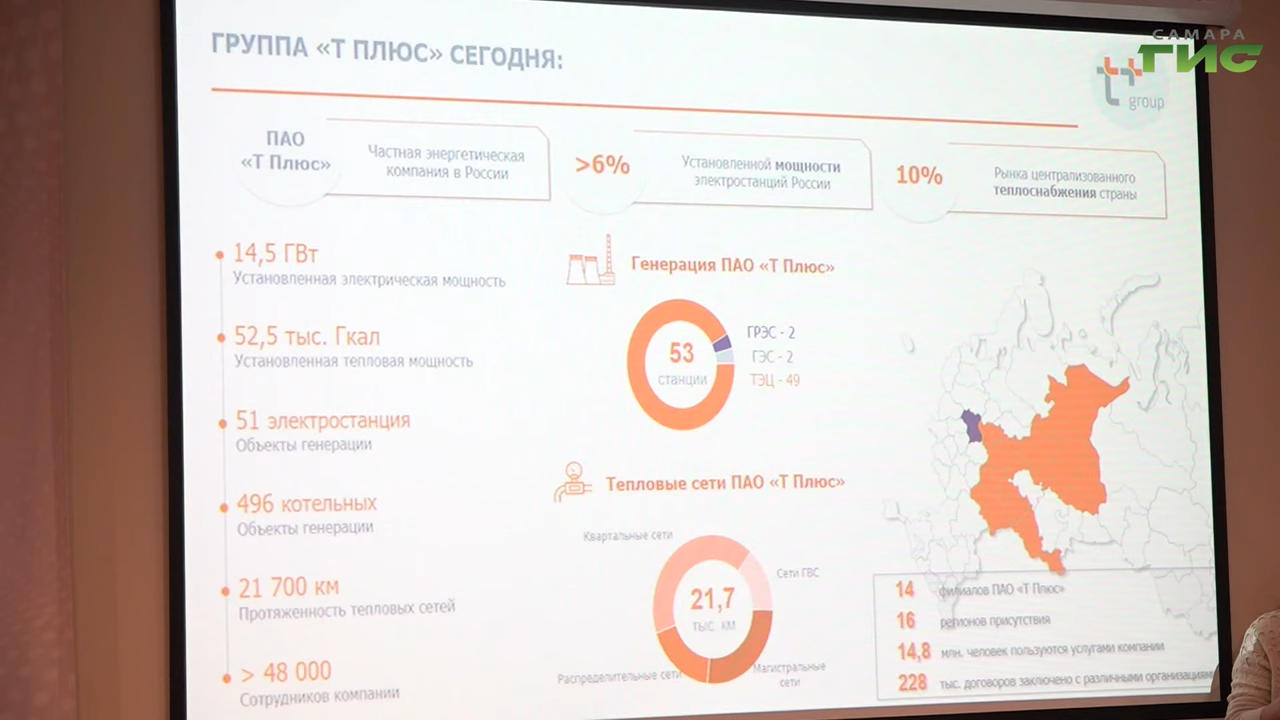 ГРУППА «Т ПЛЮС» СЕГОДНЯ:
САМАРА
ГИС
group
ПАО
«Т Плюс»
Частная энергетическая
компания в России
>6%
Установленной мощности
электростанций России
10%
Рынка централизованного
теплоснабжения страны
14,5 ГВт
Установленная электрическая мощность
52,5 тыс. Гкал
Установленная тепловая мощность
51 электростанция
Объекты генерации
496 котельных
Объекты генерации
21 700 км
Протяженность тепловых сетей
> 48 000
Сотрудников компании
Генерация ПАО «Т Плюс»
53
станции
ГРЭС - 2
ГЭС - 2
ТЭЦ - 49
Тепловые сети ПАО «Т Плюс»
Квартальные сети
Сети ГВС
21,7
тыс. км
Распределительные сети
Магистральные
сети
14 филиалов ПАО «Т Плюс»
16 регионов присутствия
14,8 млн. человек пользуются услугами компании
228 тыс. договоров заключено с различными организациями